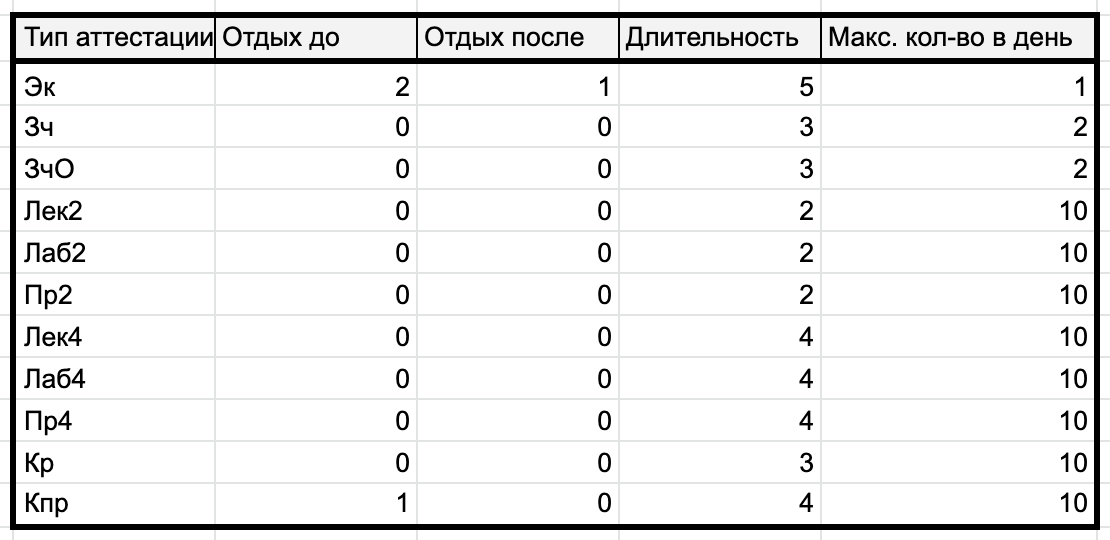 Тип аттестации Отдых до Отдых после Длительность Макс. кол-во в день
Эк 2 1 5 1
Зч 0 0 3 2
ЗчО 0 0 3 2
Лек2 0 0 2 10
Лаб2 0 0 2 10
Пр2 0 0 2 10
Лек4 0 0 4 10
Лаб4 0 0 4 10
Пр4 0 0 4 10
Кр 0 0 3 10
Кпр 1 0 4 10